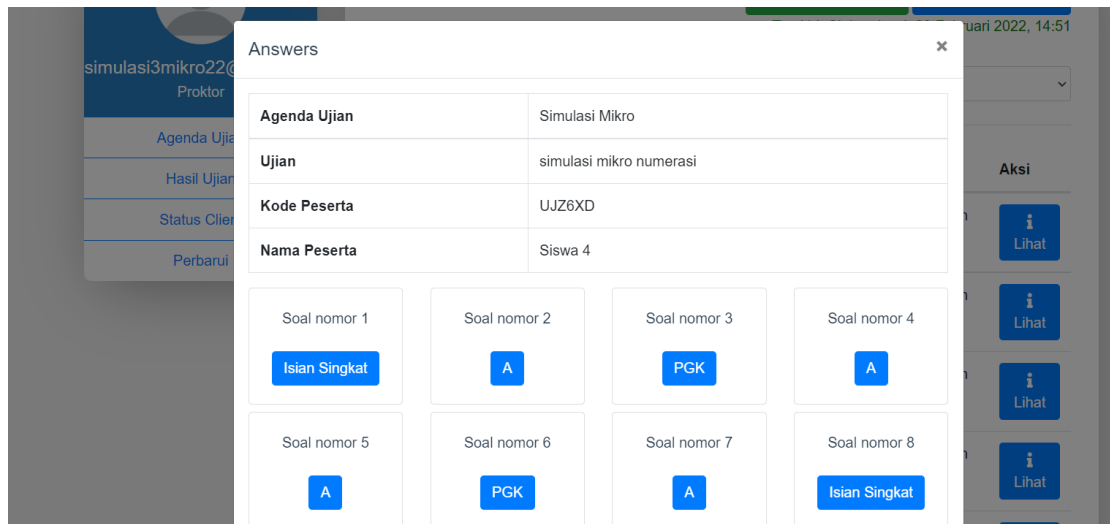 uari 2022, 14:51
simulasi3mikro22@
Proktor
Agenda Ujia
Hasil Ujian
Status Clien
Perbarui
Answers
×
Agenda Ujian Simulasi Mikro
Ujian simulasi mikro numerasi
Kode Peserta UJZ6XD
Nama Peserta Siswa 4
Soal nomor 1 Soal nomor 2 Soal nomor 3 Soal nomor 4
Isian Singkat A PGK A
Soal nomor 5 Soal nomor 6 Soal nomor 7 Soal nomor 8
A PGK A Isian Singkat
Aksi
Lihat
Lihat
Lihat
Lihat